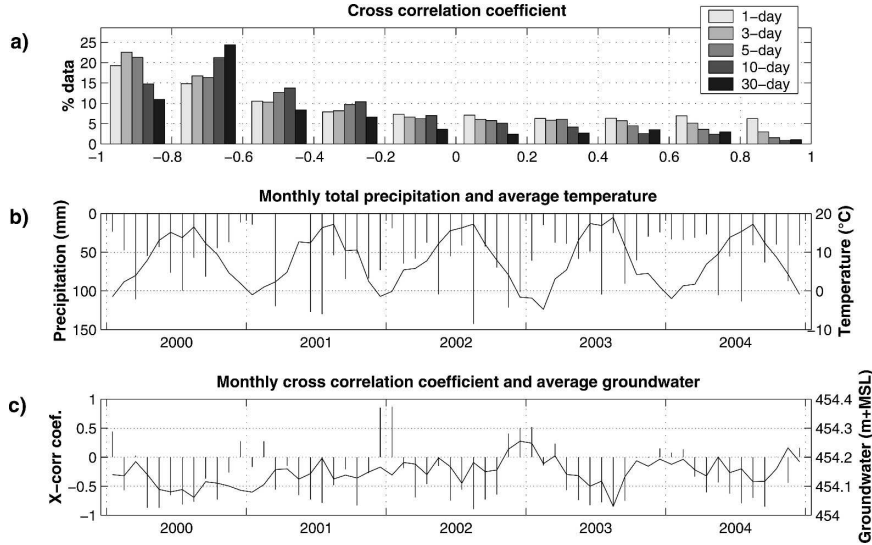 Cross correlation coefficient
a)
% data
25
20
15
10
5
0
−1 −0.8 −0.6 −0.4 −0.2 0 0.2 0.4 0.6 0.8 1
1−day
3−day
5−day
10−day
30−day
Monthly total precipitation and average temperature
b)
Precipitation (mm)
0
50
100
150
20
10
0
−10
Temperature (°C)
2000 2001 2002 2003 2004
Monthly cross correlation coefficient and average groundwater
c)
X−corr coef.
1
0.5
0
−0.5
−1
454.4
454.3
454.2
454.1
454
Groundwater (m+MSL)
2000 2001 2002 2003 2004